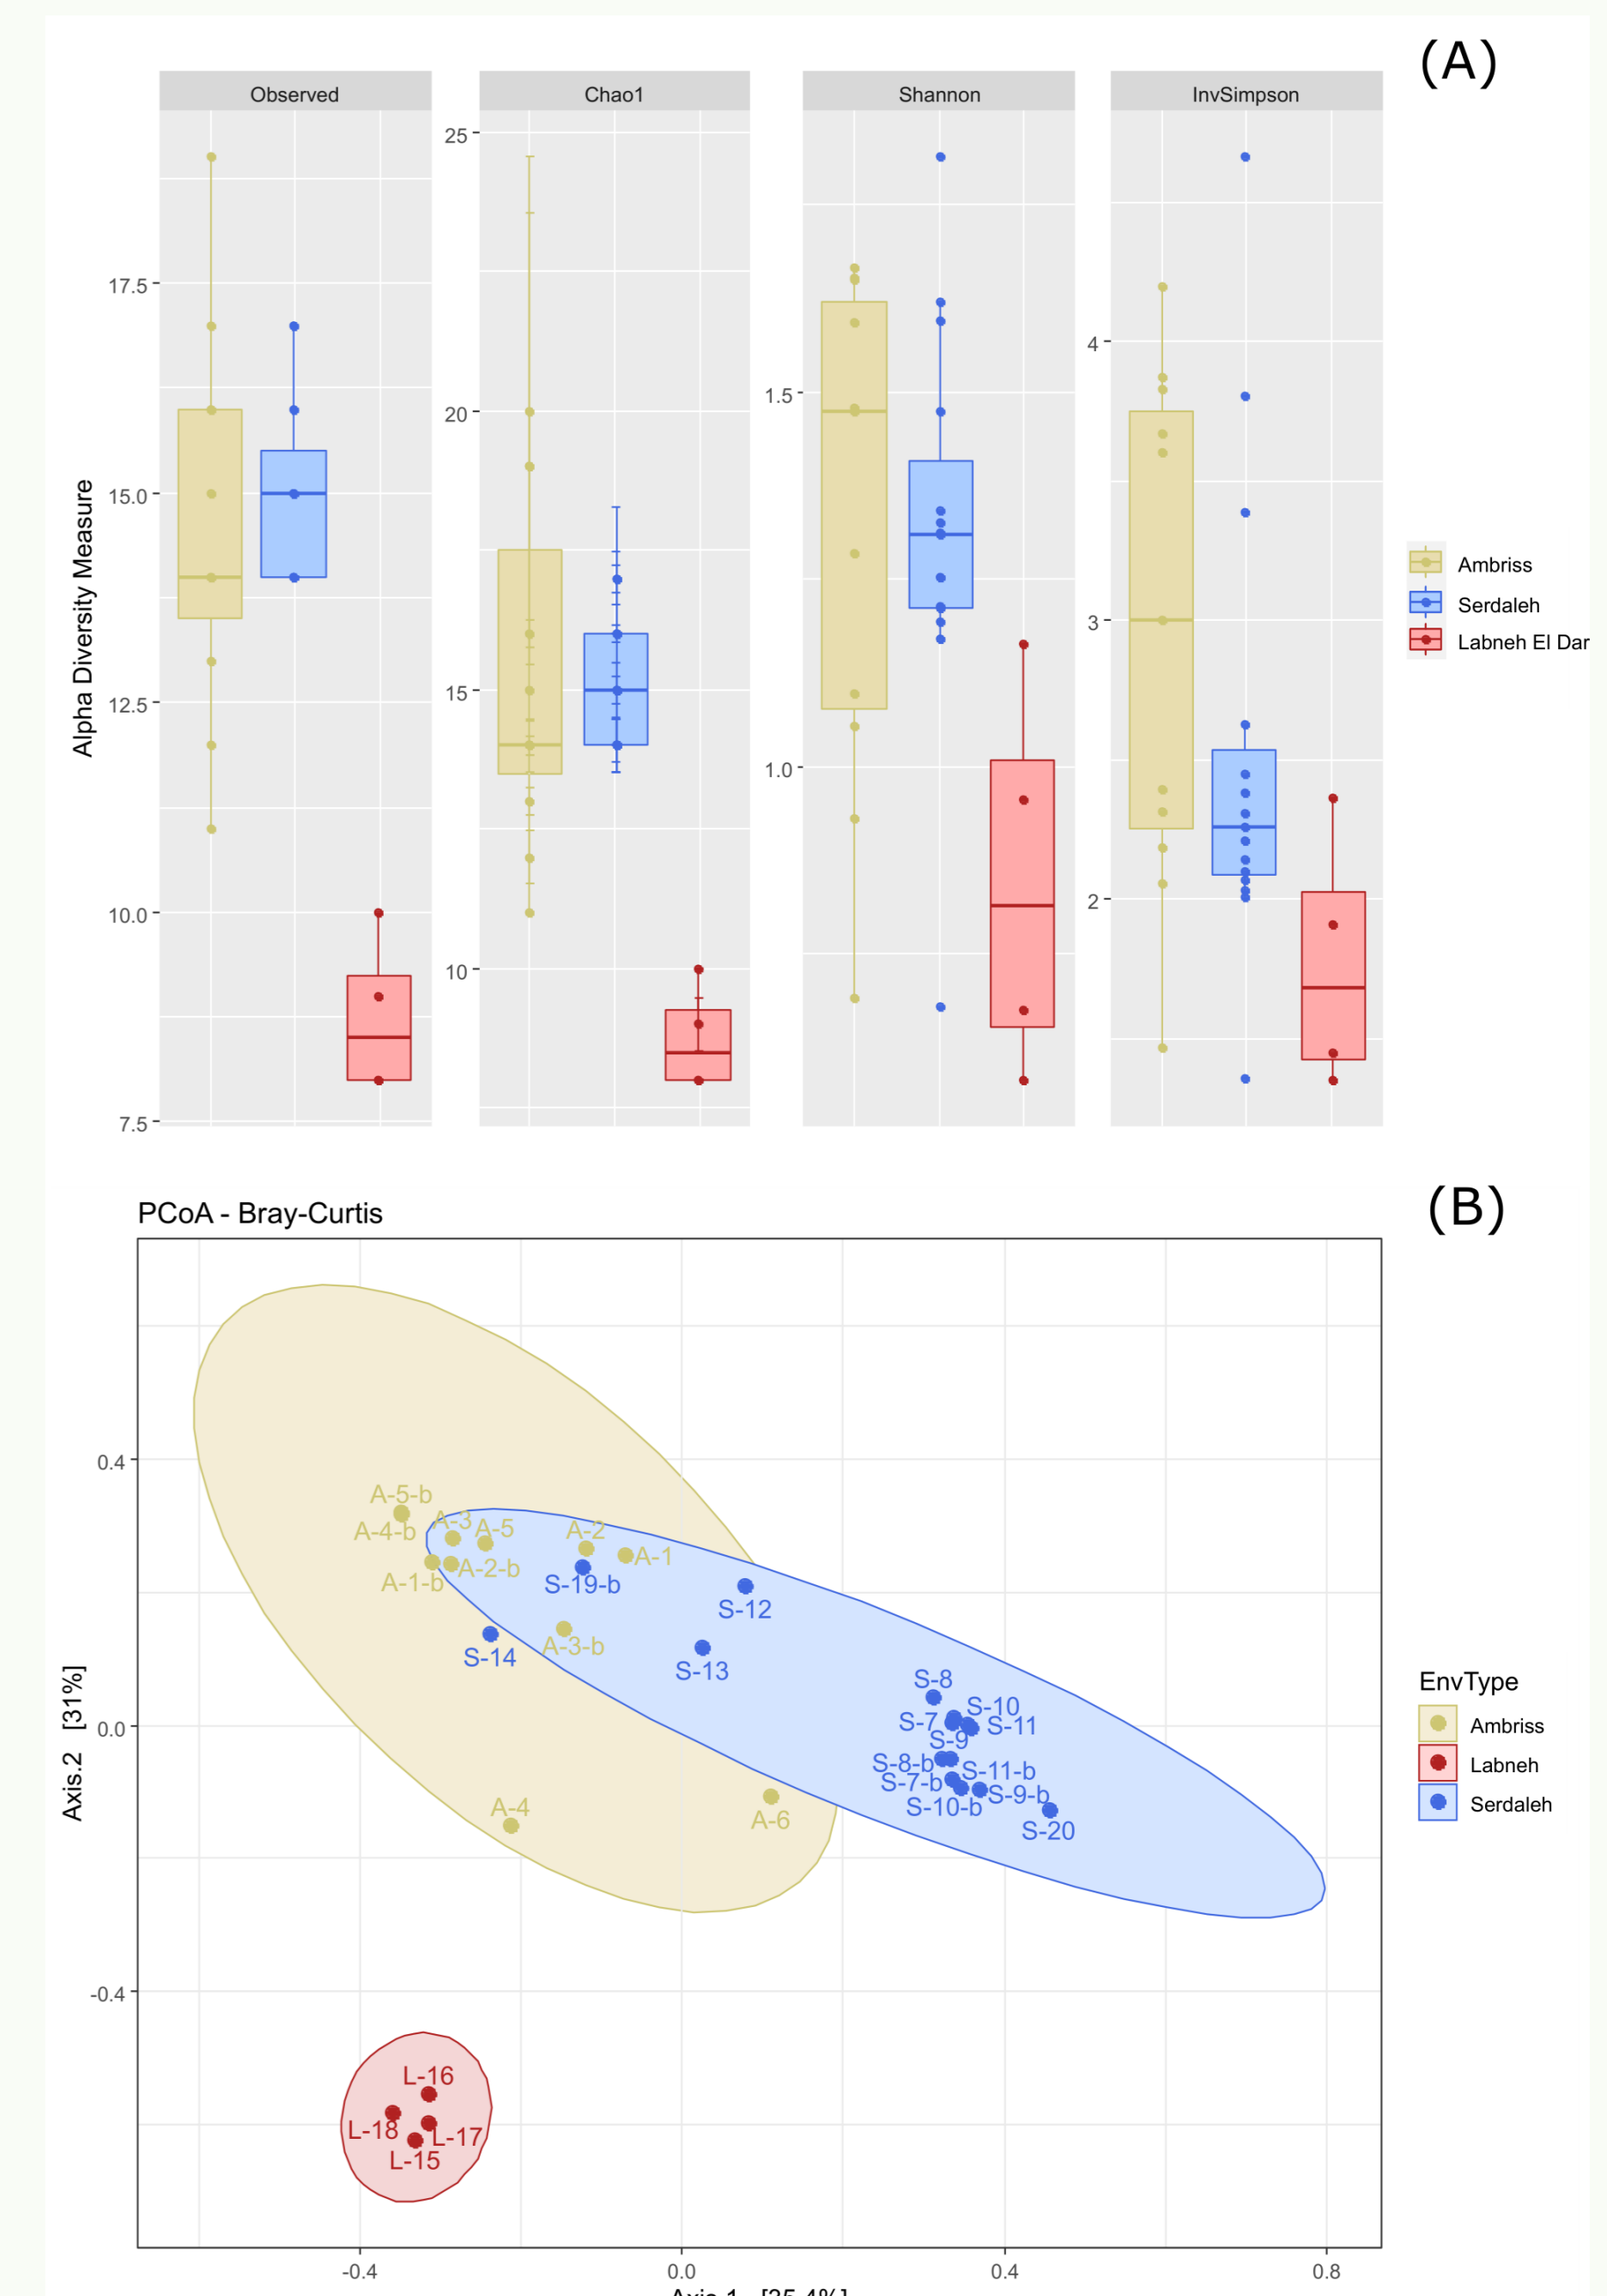 (A)
Observed Chao1 Shannon InvSimpson
Alpha Diversity Measure
17.5
15.0
12.5
10.0
7.5
25
20
15
10
1.5
1.0
4
3
2
Ambriss
Serdaleh
Labneh El Dar
(B)
PCoA - Bray-Curtis
Axis.2 [31%]
0.4
0.0
-0.4
A-5-b
A-4-b
A-3
A-5
A-2
A-1
A-1-b
A-2-b
S-19-b
S-12
A-3-b
S-14
S-13
S-8
S-10
S-7
S-11
S-9
S-8-b
S-11-b
S-7-b
S-9-b
S-10-b
S-20
A-4
A-6
L-16
L-18
L-17
L-15
EnvType
Ambriss
Labneh
Serdaleh
-0.4 0.0 0.4 0.8
Axis.1 [35.4%]